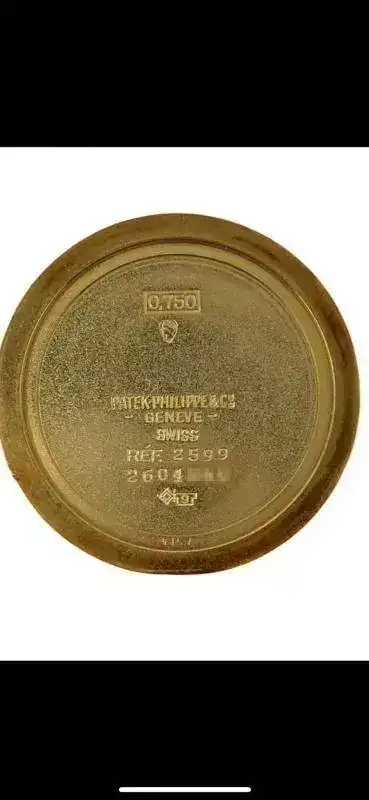 0,750
PATEK·PHILIPPE & Cº
- GENEVE -
SWISS
RÉF. 2599
2604